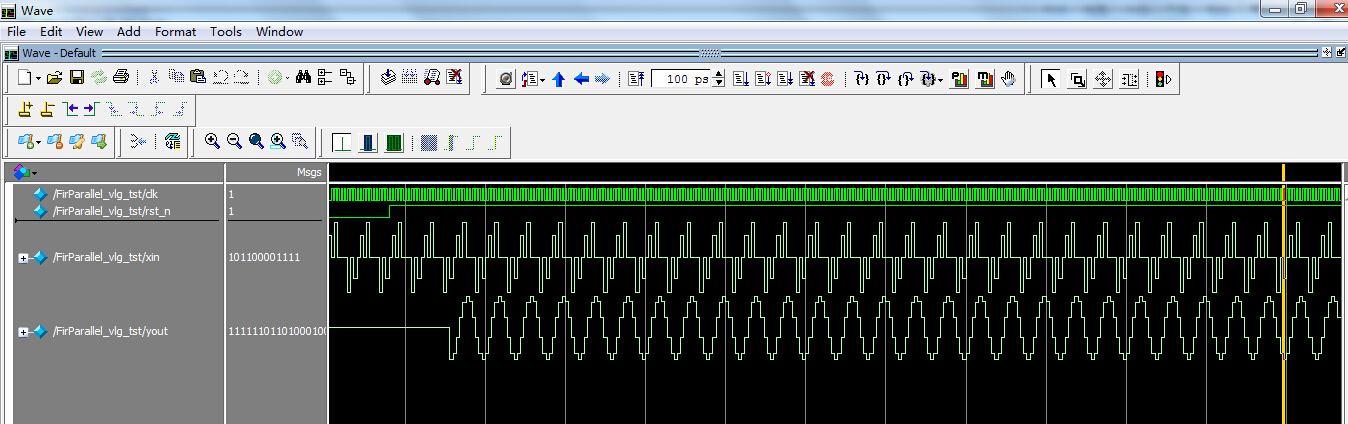 Wave
File Edit View Add Format Tools Window
Wave - Default
100 ps
Msgs
/FirParallel_vlg_tst/clk 1
/FirParallel_vlg_tst/rst_n 1
/FirParallel_vlg_tst/xin 101100001111
/FirParallel_vlg_tst/yout